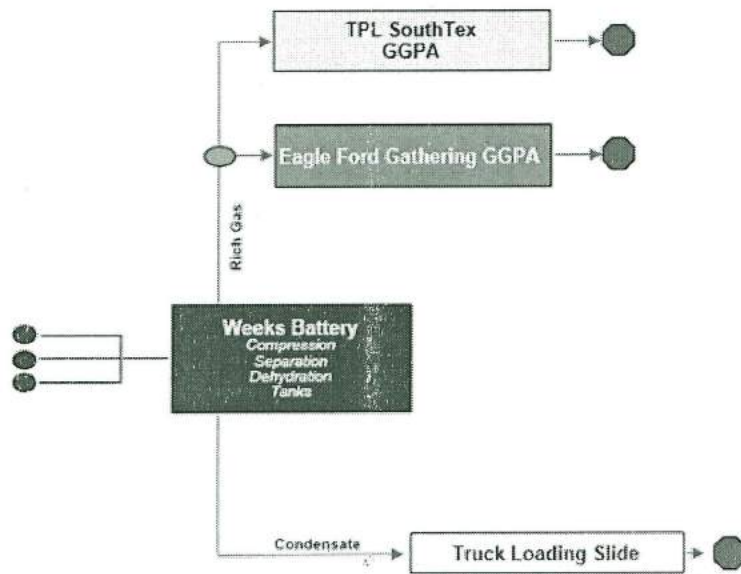 TPL SouthTex
GGPA
Eagle Ford Gathering GGPA
Rich Gas
Weeks Battery
Compression
Separation
Dehydration
Tanks
Condensate
Truck Loading Slide